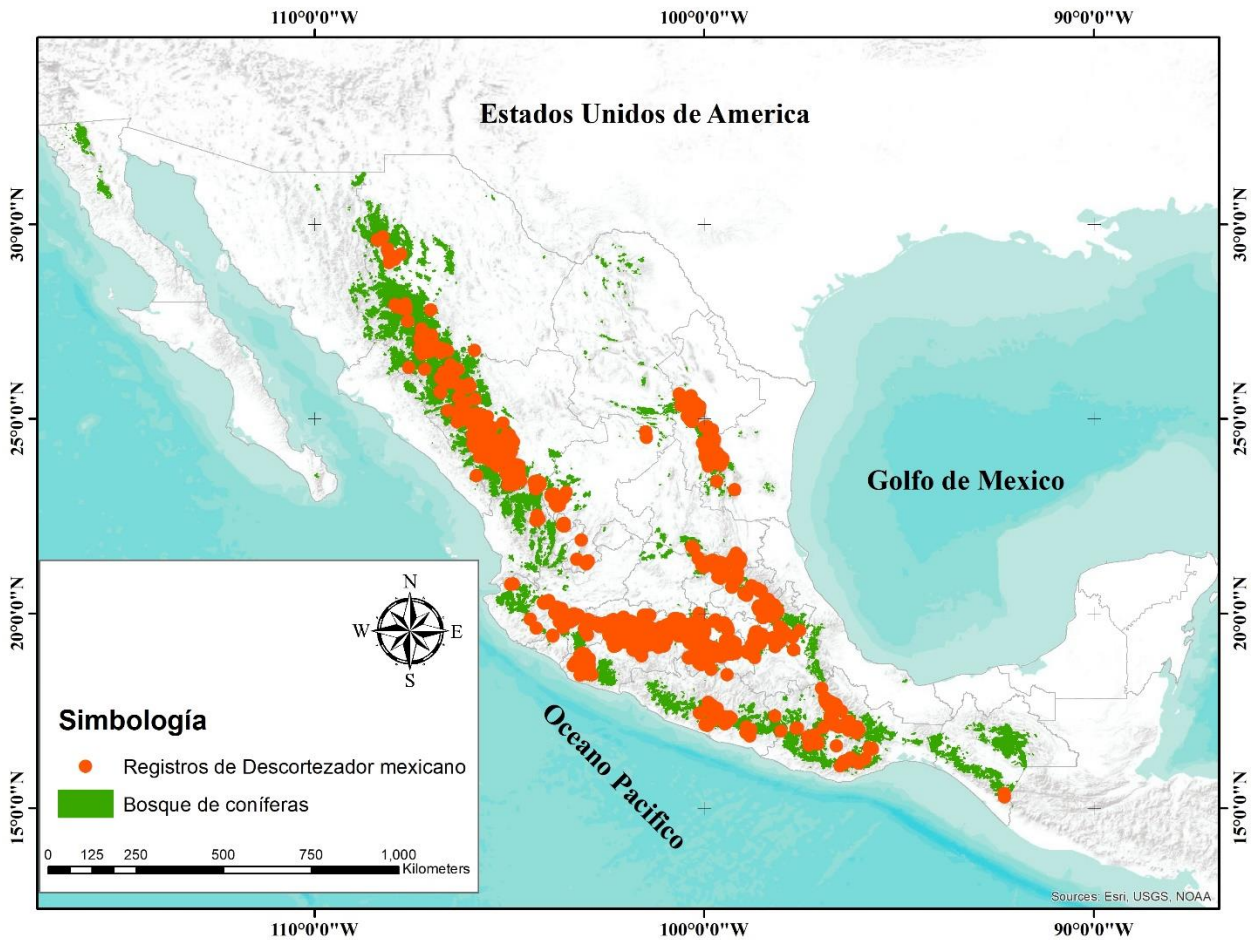 110°0'0"W
100°0'0"W
90°0'0"W
Estados Unidos de America
30°0'0"N
30°0'0"N
25°0'0"N
25°0'0"N
Golfo de Mexico
20°0'0"N
20°0'0"N
N
W
E
S
Oceano Pacifico
Simbología
Registros de Descortezador mexicano
Bosque de coníferas
15°0'0"N
15°0'0"N
0 125 250 500 750 1,000
Kilometers
Sources: Esri, USGS, NOAA
110°0'0"W
100°0'0"W
90°0'0"W